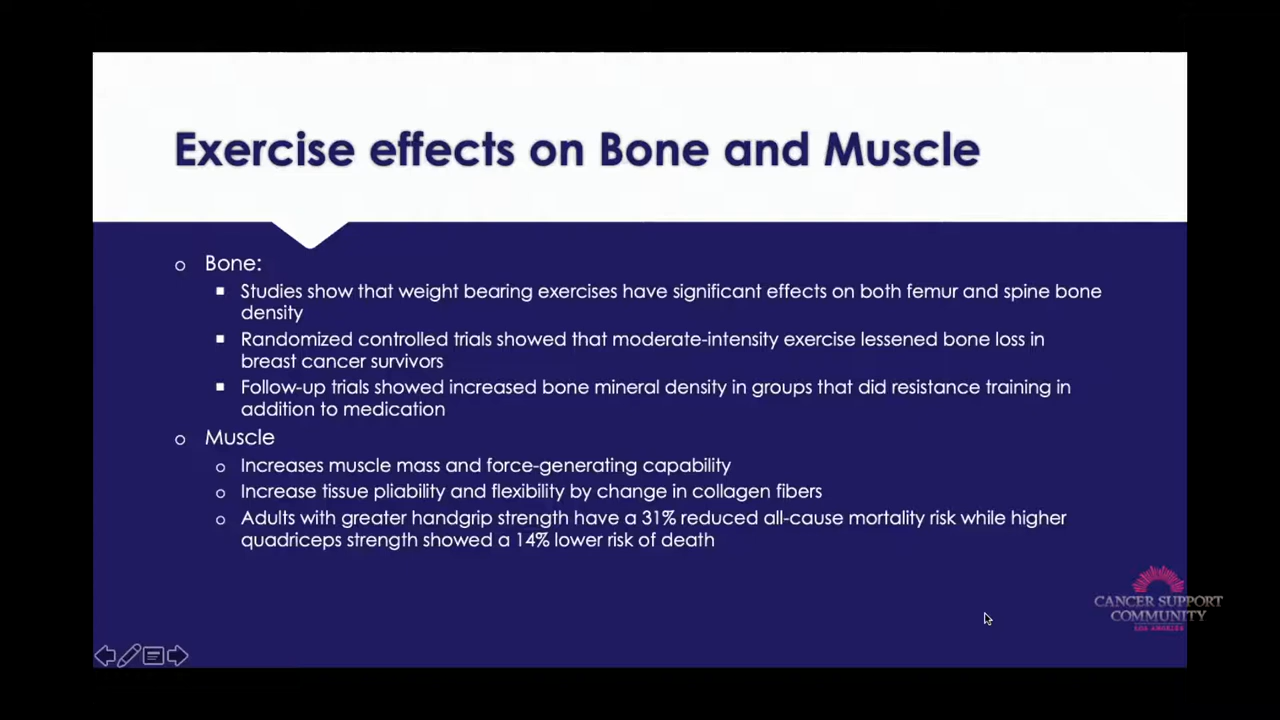 Exercise effects on Bone and Muscle
Bone:
Studies show that weight bearing exercises have significant effects on both femur and spine bone
density
Randomized controlled trials showed that moderate-intensity exercise lessened bone loss in
breast cancer survivors
Follow-up trials showed increased bone mineral density in groups that did resistance training in
addition to medication
Muscle
Increases muscle mass and force-generating capability
Increase tissue pliability and flexibility by change in collagen fibers
Adults with greater handgrip strength have a 31% reduced all-cause mortality risk while higher
quadriceps strength showed a 14% lower risk of death
CANCER SUPPORT
COMMUNITY
LOS ANGELES